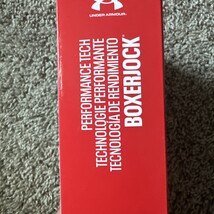 UNDER ARMOUR
PERFORMANCE TECH
TECHNOLOGIE PERFORMANTE
TECNOLOGÍA DE RENDIMIENTO
BOXERJOCK